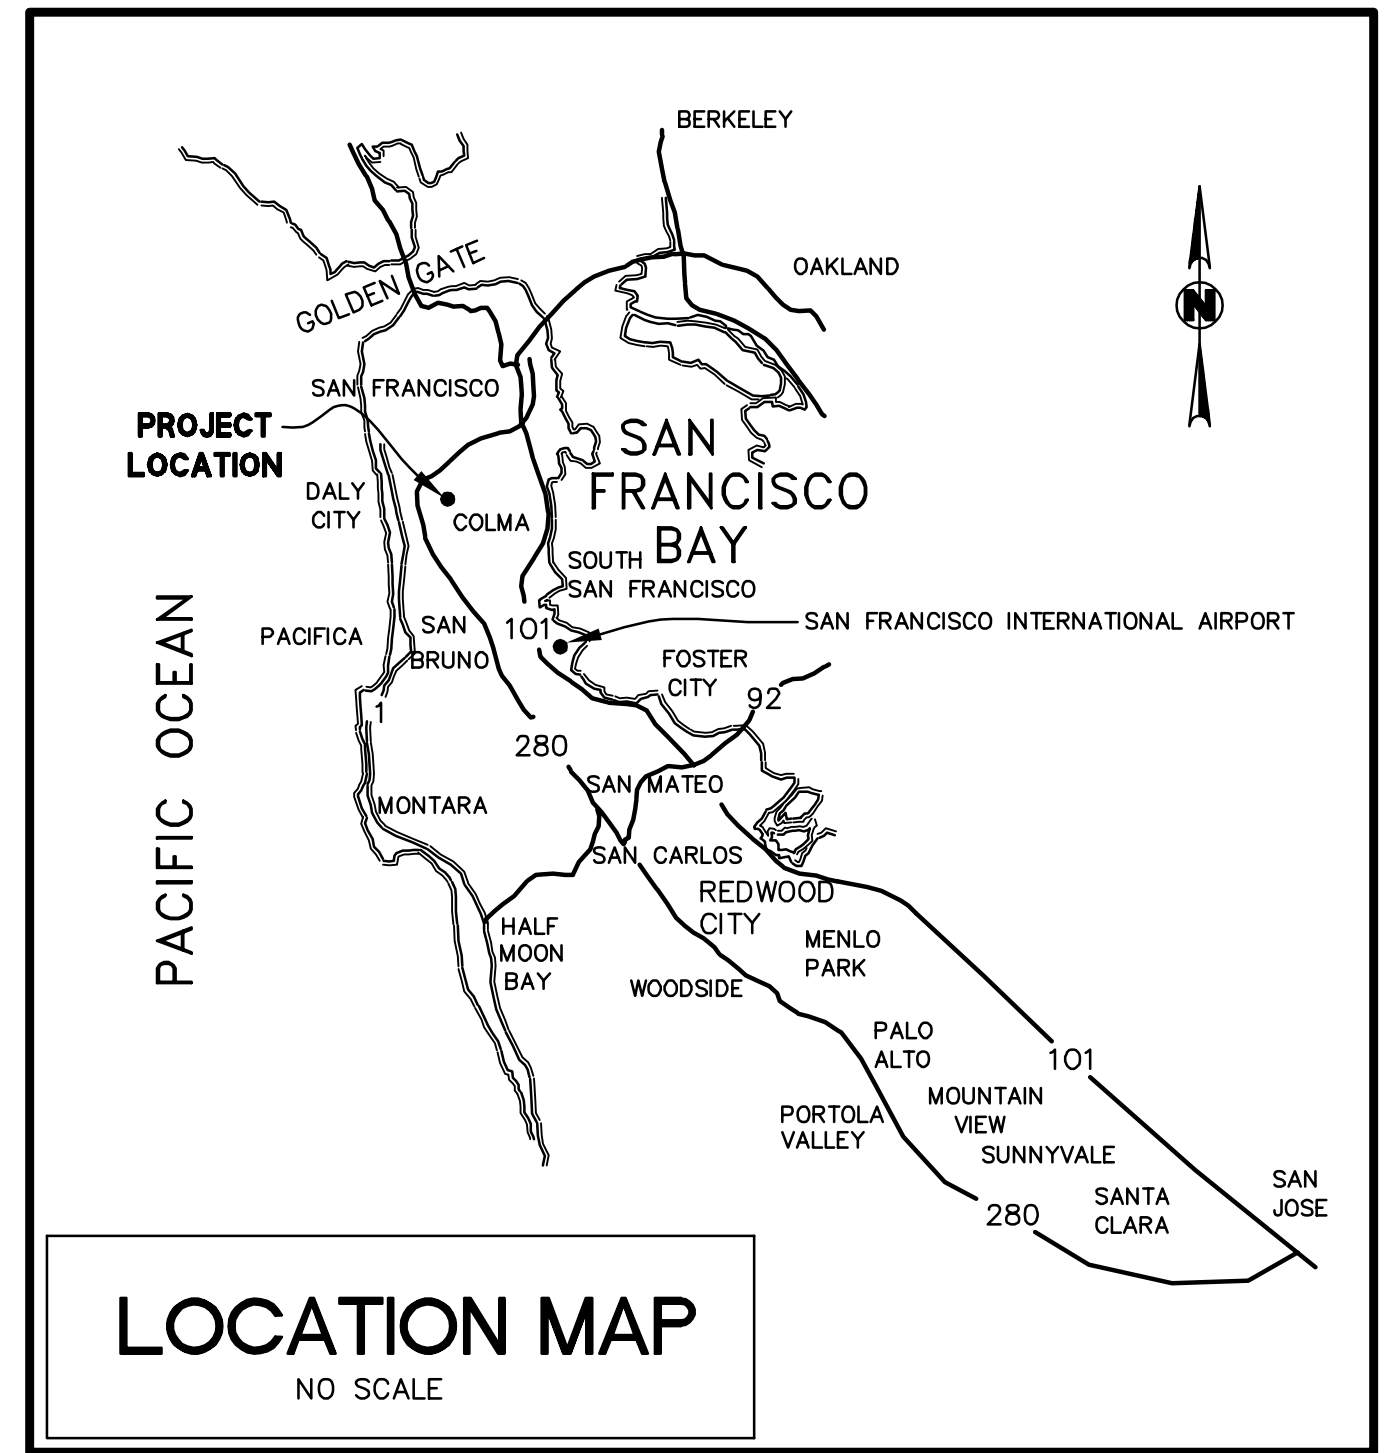 BERKELEY
OAKLAND
GOLDEN GATE
N
SAN FRANCISCO
PROJECT
LOCATION
SAN
FRANCISCO
BAY
DALY
CITY
COLMA
SOUTH
SAN FRANCISCO
PACIFIC OCEAN
PACIFICA
SAN
BRUNO
101
SAN FRANCISCO INTERNATIONAL AIRPORT
FOSTER
CITY
92
1
280
SAN MATEO
MONTARA
SAN CARLOS
REDWOOD
CITY
HALF
MOON
BAY
MENLO
PARK
WOODSIDE
PALO
ALTO
101
MOUNTAIN
VIEW
PORTOLA
VALLEY
SUNNYVALE
SANTA
CLARA
SAN
JOSE
280
LOCATION MAP
NO SCALE